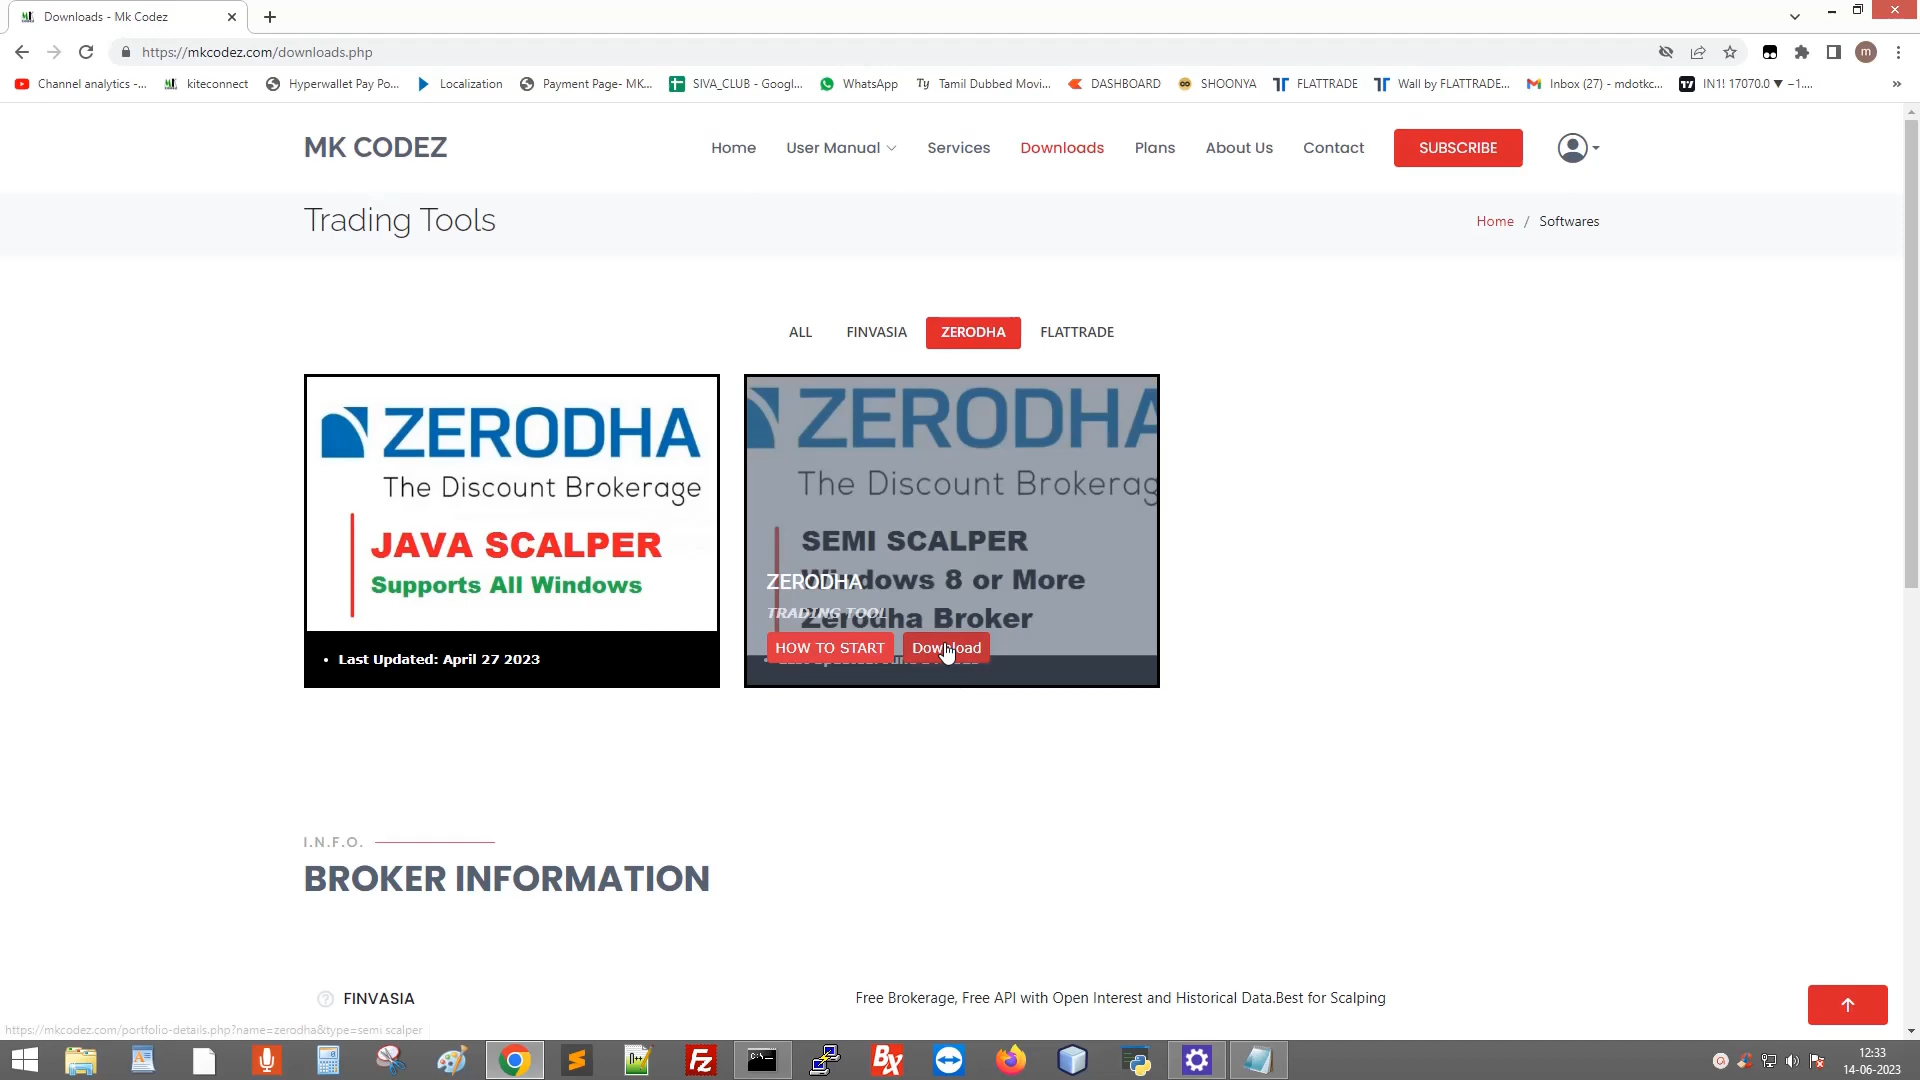 Downloads - Mk Codez
https://mkcodez.com/downloads.php
m
Channel analytics -...
kiteconnect
Hyperwallet Pay Po...
Localization
Payment Page- MK...
SIVA_CLUB - Googl...
WhatsApp
Ty Tamil Dubbed Movi...
DASHBOARD
SHOONYA
FLATTRADE
Wall by FLATTRADE...
Inbox (27) - mdotkc...
IN1! 17070.0 ▼ −1....
»
MK CODEZ
Home
User Manual
Services
Downloads
Plans
About Us
Contact
SUBSCRIBE
Trading Tools
Home / Softwares
ALL
FINVASIA
ZERODHA
FLATTRADE
ZERODHA
The Discount Brokerage
JAVA SCALPER
Supports All Windows
• Last Updated: April 27 2023
ZERODHA
The Discount Brokerag
SEMI SCALPER
Windows 8 or More
Zerodha Broker
ZERODHA
TRADING TOOL
HOW TO START
Download
I.N.F.O.
BROKER INFORMATION
FINVASIA
Free Brokerage, Free API with Open Interest and Historical Data.Best for Scalping
https://mkcodez.com/portfolio-details.php?name=zerodha&type=semi scalper
12:33
14-06-2023